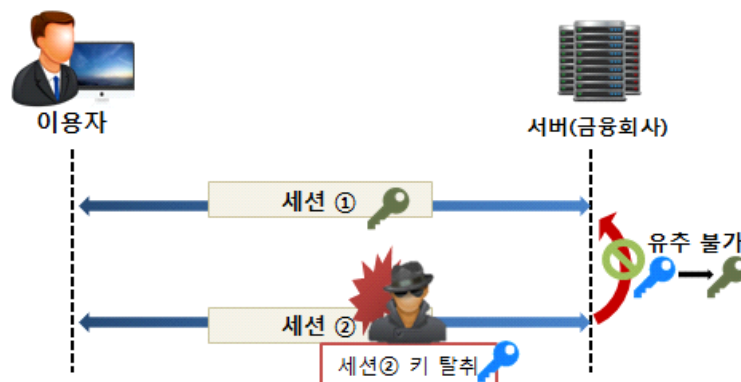 이용자
서버(금융회사)
세션 ①
유추 불가
세션 ②
세션② 키 탈취